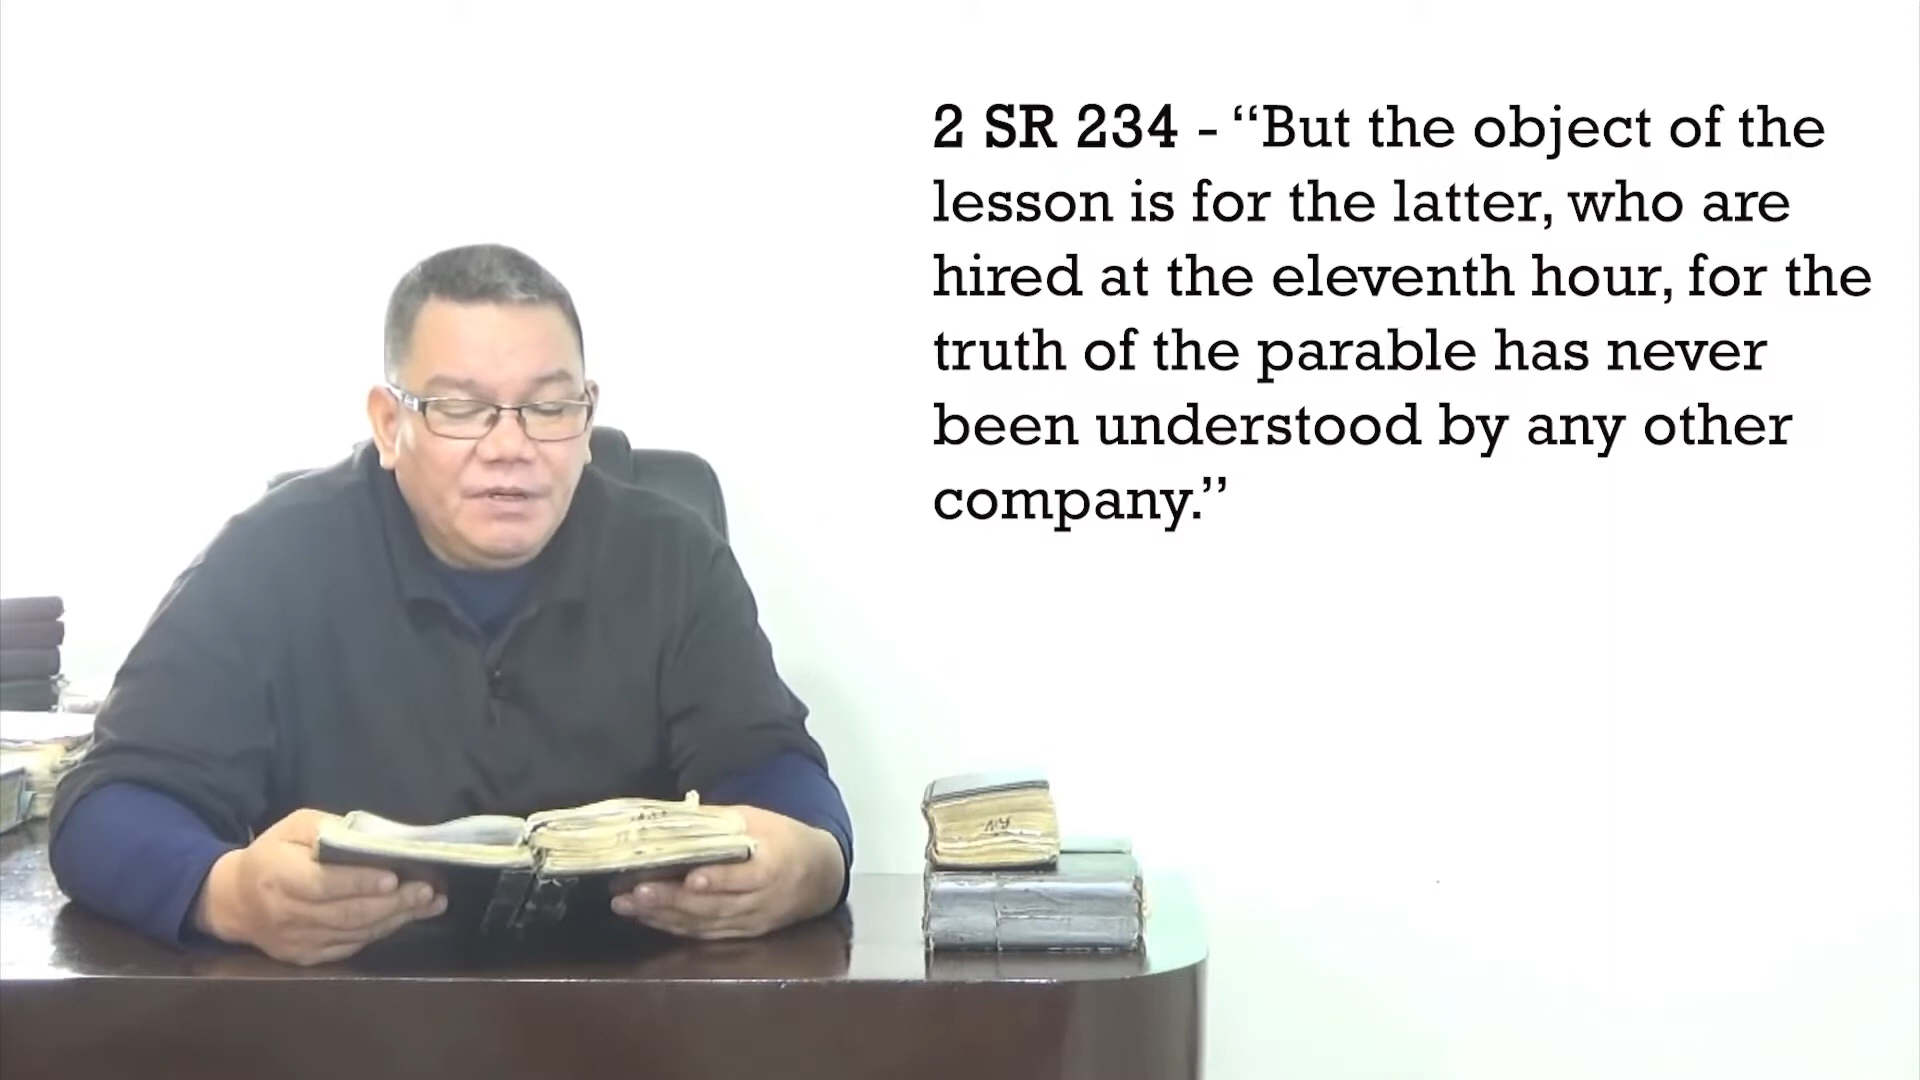 2 SR 234 - “But the object of the
lesson is for the latter, who are
hired at the eleventh hour, for the
truth of the parable has never
been understood by any other
company.”